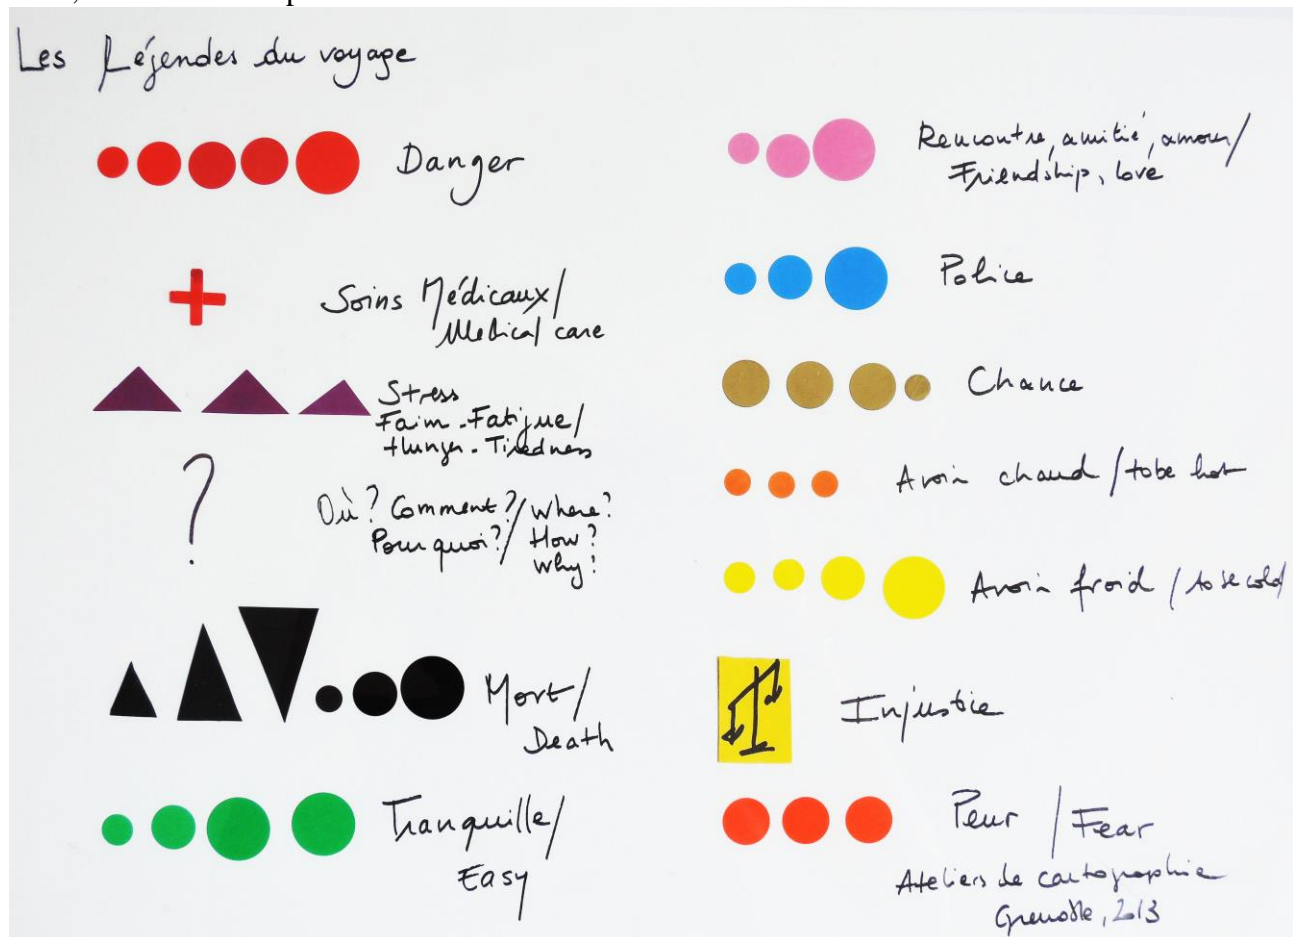 Les Légendes du voyage
Danger
Soins Médicaux/
Medical care
Stress
Faim - Fatigue/
Hunger - Tiredness
?
Où? Comment?/ Where?
Pourquoi?/ How?
Why?
Mort/
Death
Tranquille/
Easy
Rencontre, amitié, amour/
Friendship, love
Police
Chance
Avoir chaud / to be hot
Avoir froid / to be cold
Injustice
Peur / Fear
Ateliers de cartographie
Grenoble, 2013